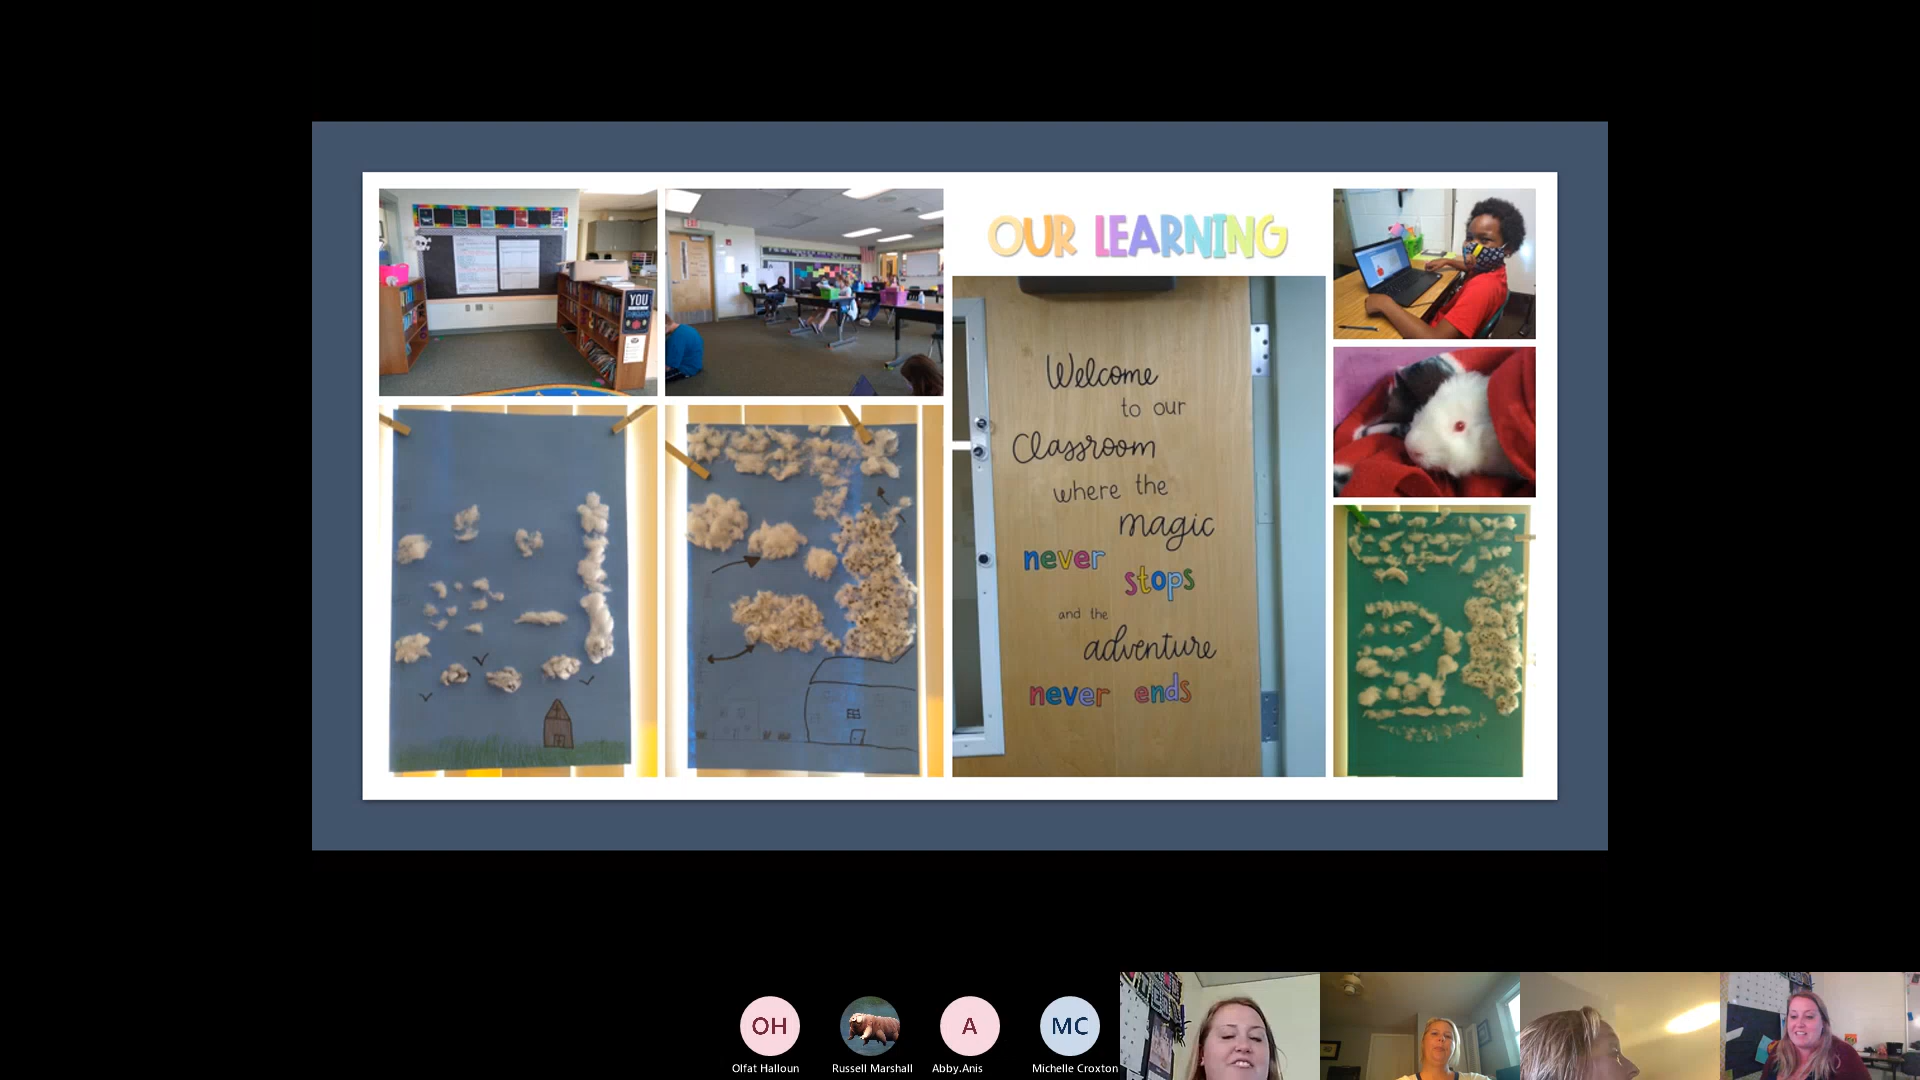 OUR LEARNING
YOU
Welcome
to our
Classroom
where the
magic
never
stops
and the
adventure
never ends
OH
A
MC
Olfat Halloun
Russell Marshall
Abby.Anis
Michelle Croxton